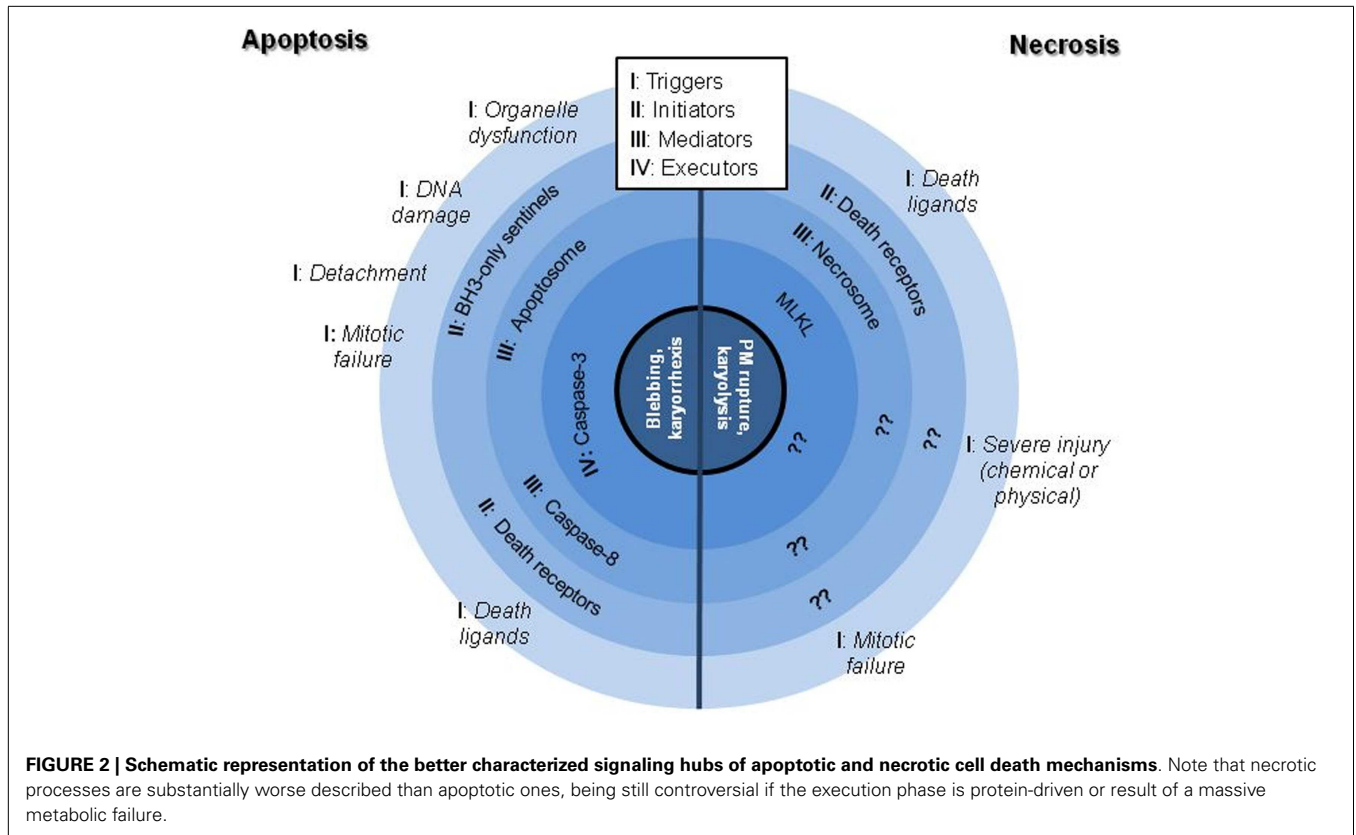 Apoptosis
Necrosis
I: Triggers
II: Initiators
III: Mediators
IV: Executors
I: Organelle
dysfunction
I: DNA
damage
I: Detachment
I: Mitotic
failure
I: Death
ligands
II: BH3-only sentinels
III: Apoptosome
IV: Caspase-3
III: Caspase-8
II: Death receptors
Blebbing,
karyorrhexis
PM rupture,
karyolysis
MLKL
III: Necrosome
II: Death receptors
I: Death
ligands
??
??
??
I: Severe injury
(chemical or
physical)
??
??
I: Mitotic
failure
FIGURE 2 | Schematic representation of the better characterized signaling hubs of apoptotic and necrotic cell death mechanisms. Note that necrotic
processes are substantially worse described than apoptotic ones, being still controversial if the execution phase is protein-driven or result of a massive
metabolic failure.